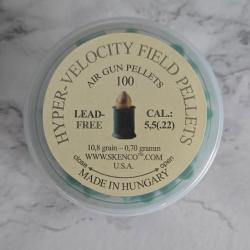 HYPER-VELOCITY FIELD PELLETS
AIR GUN PELLETS
100
LEAD-
FREE
CAL.:
5,5(.22)
10,8 grain – 0,70 gramm
WWW.SKENCO™.COM
U.S.A.
close
open
MADE IN HUNGARY